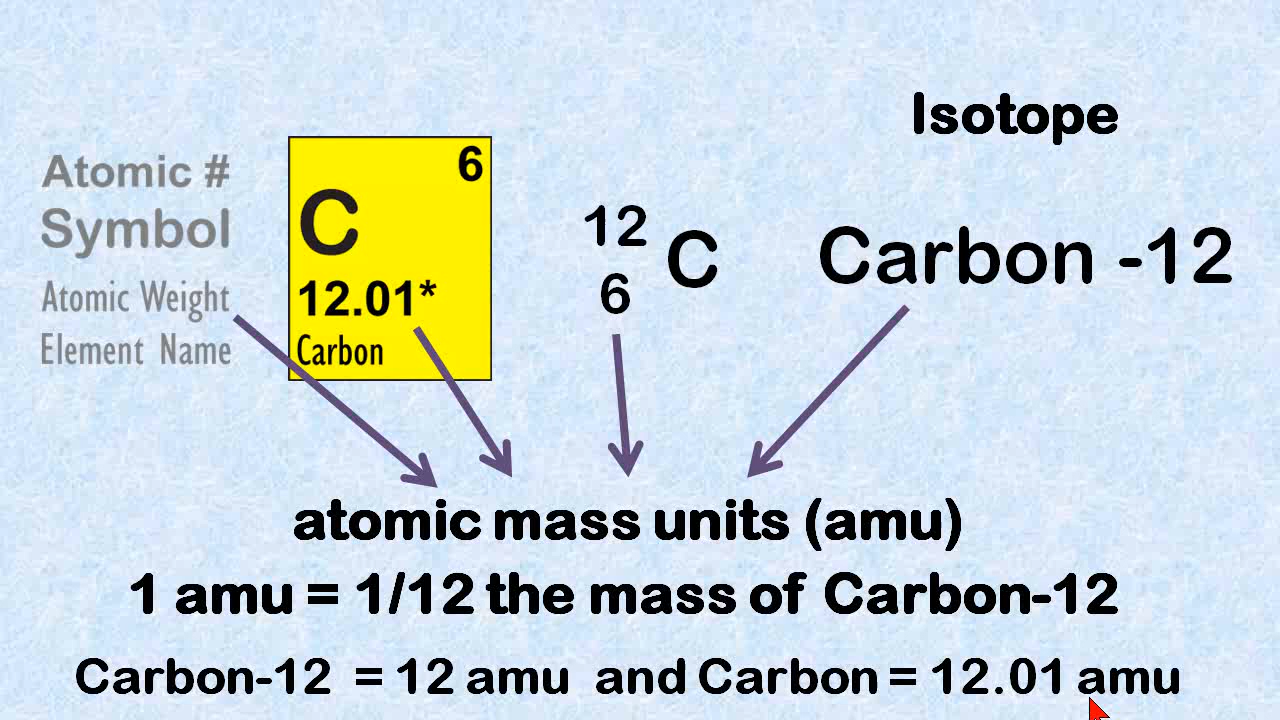 Isotope
Atomic #
Symbol
Atomic Weight
Element Name
6
C
12.01*
Carbon
12
6
C
Carbon -12
atomic mass units (amu)
1 amu = 1/12 the mass of Carbon-12
Carbon-12 = 12 amu and Carbon = 12.01 amu